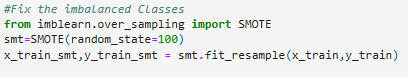 #Fix the imbalanced Classes
from imblearn.over_sampling import SMOTE
smt=SMOTE(random_state=100)
x_train_smt,y_train_smt = smt.fit_resample(x_train,y_train)